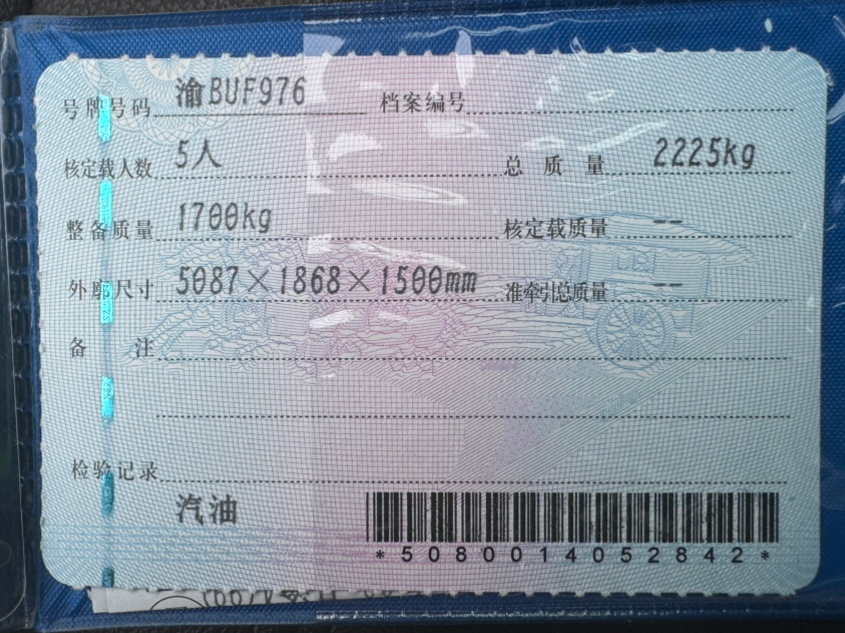 号牌号码 渝BUF976 档案编号
核定载人数 5人 总质量 2225kg
整备质量 1700kg 核定载质量 --
外廓尺寸 5087×1868×1500mm 准牵引总质量 --
备注
检验记录
汽油
*5080014052842*